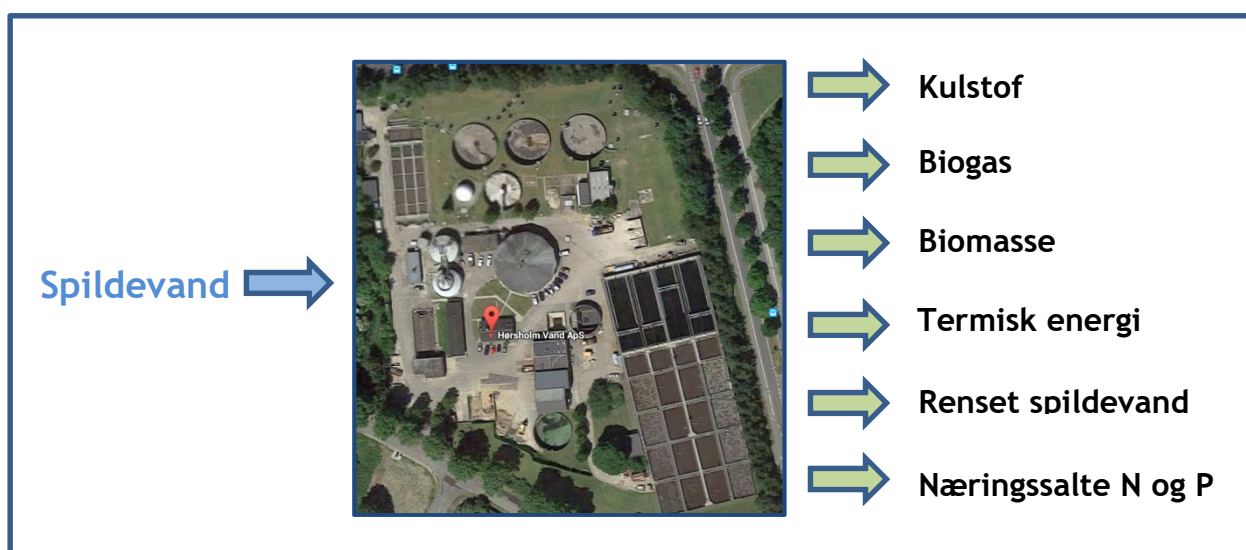 Spildevand
Hørsholm Vand ApS
Kulstof
Biogas
Biomasse
Termisk energi
Renset spildevand
Næringssalte N og P